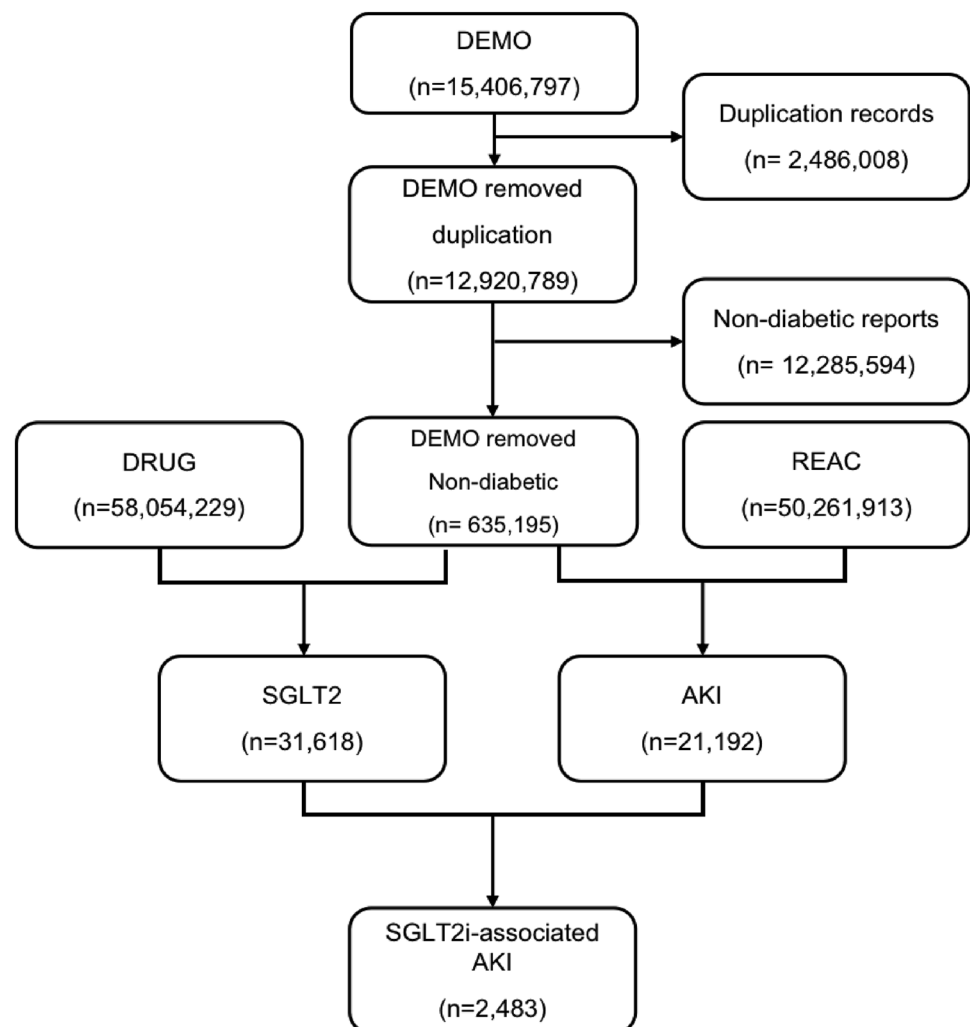 DEMO
(n=15,406,797)
Duplication records
(n= 2,486,008)
DEMO removed
duplication
(n=12,920,789)
Non-diabetic reports
(n= 12,285,594)
DRUG
(n=58,054,229)
DEMO removed
Non-diabetic
(n= 635,195)
REAC
(n=50,261,913)
SGLT2
(n=31,618)
AKI
(n=21,192)
SGLT2i-associated
AKI
(n=2,483)